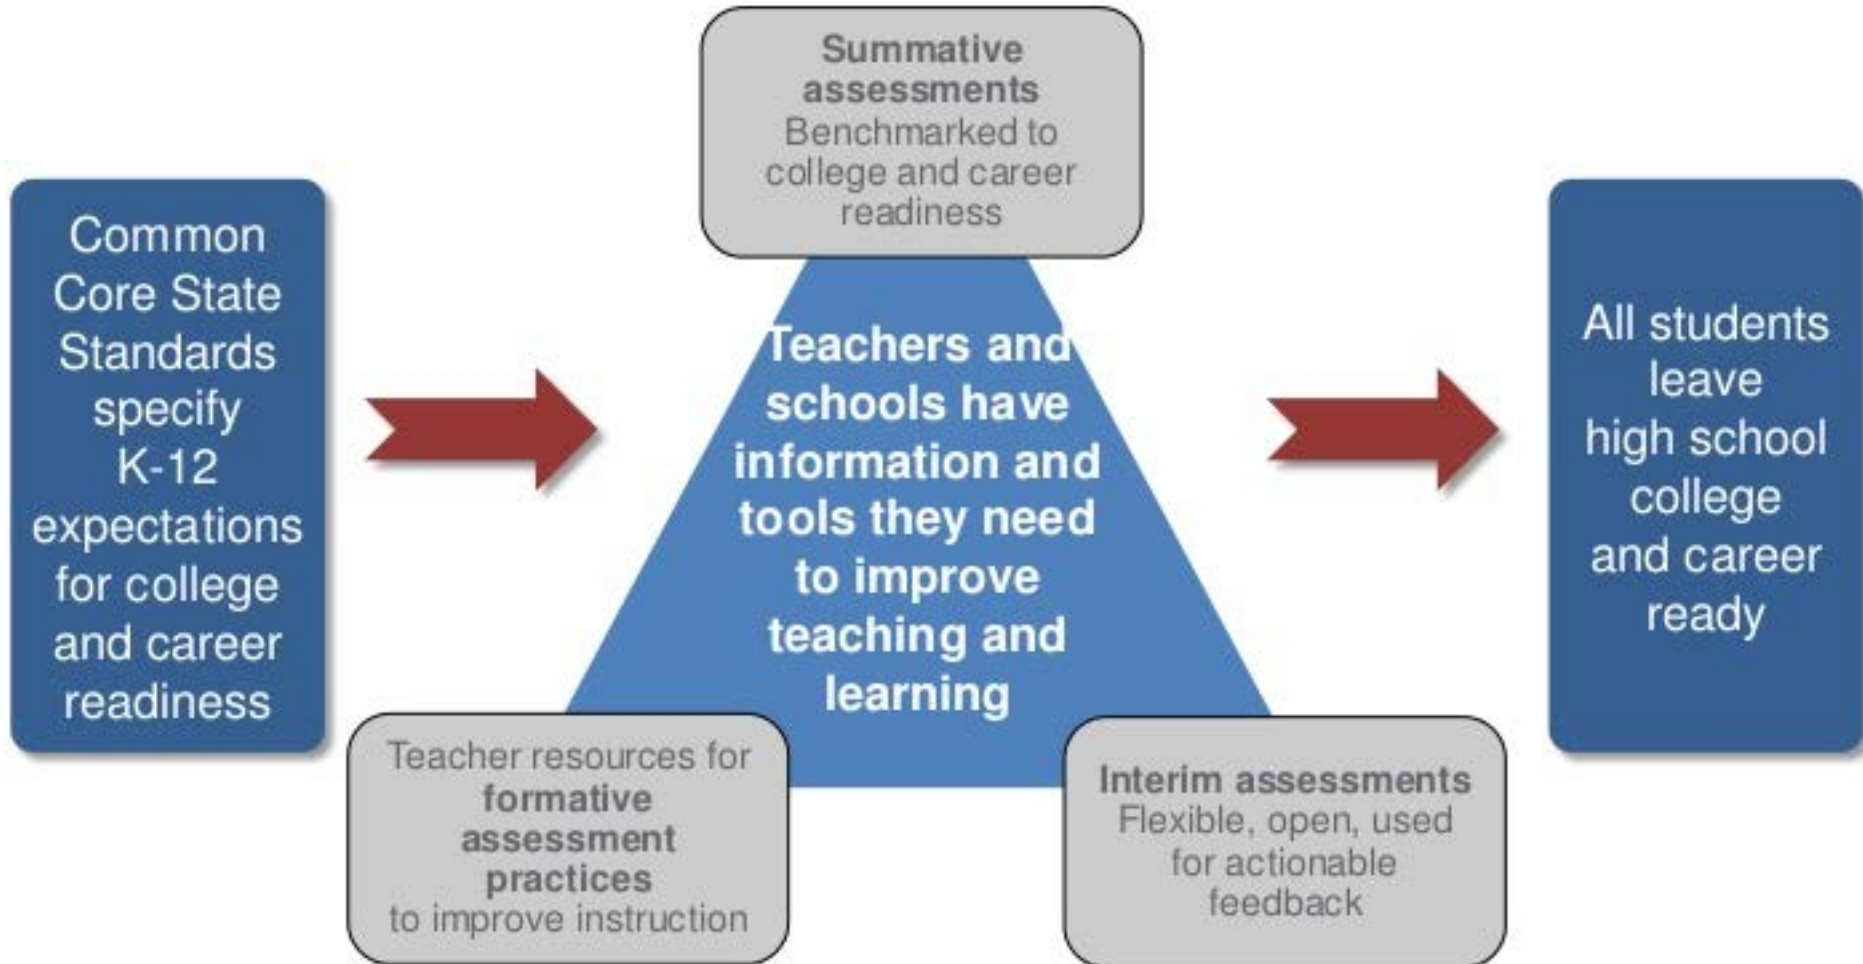 Summative
assessments
Benchmarked to
college and career
readiness
Common
Core State
Standards
specify
K-12
expectations
for college
and career
readiness
Teachers and
schools have
information and
tools they need
to improve
teaching and
learning
All students
leave
high school
college
and career
ready
Teacher resources for
formative
assessment
practices
to improve instruction
Interim assessments
Flexible, open, used
for actionable
feedback